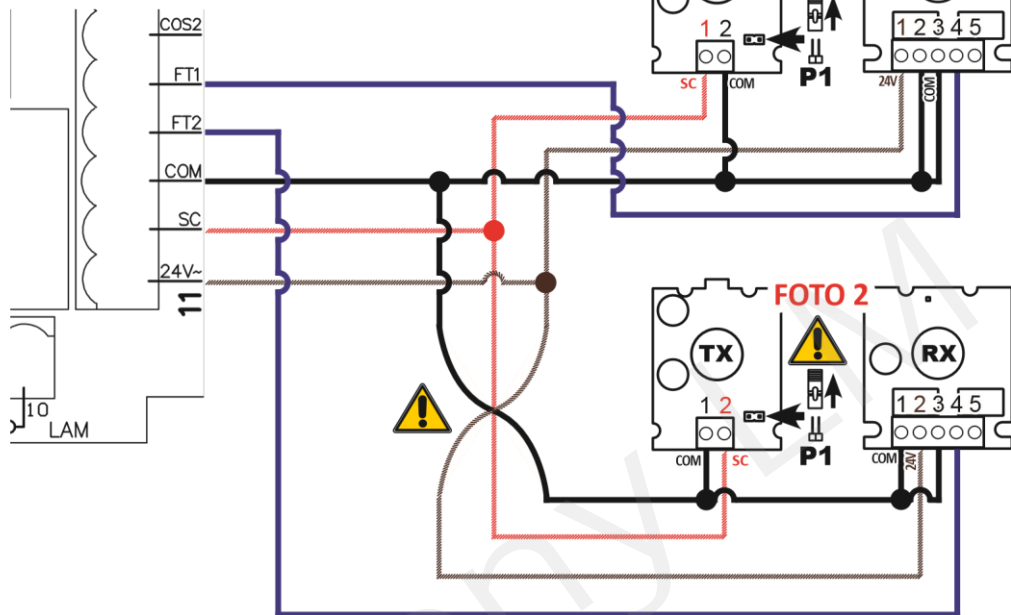 COS2
FT1
FT2
COM
SC
24V~
11
10
LAM
1 2
SC
COM
P1
1 2 3 4 5
24V
COM
FOTO 2
TX
RX
1 2
COM
SC
P1
1 2 3 4 5
COM
24V